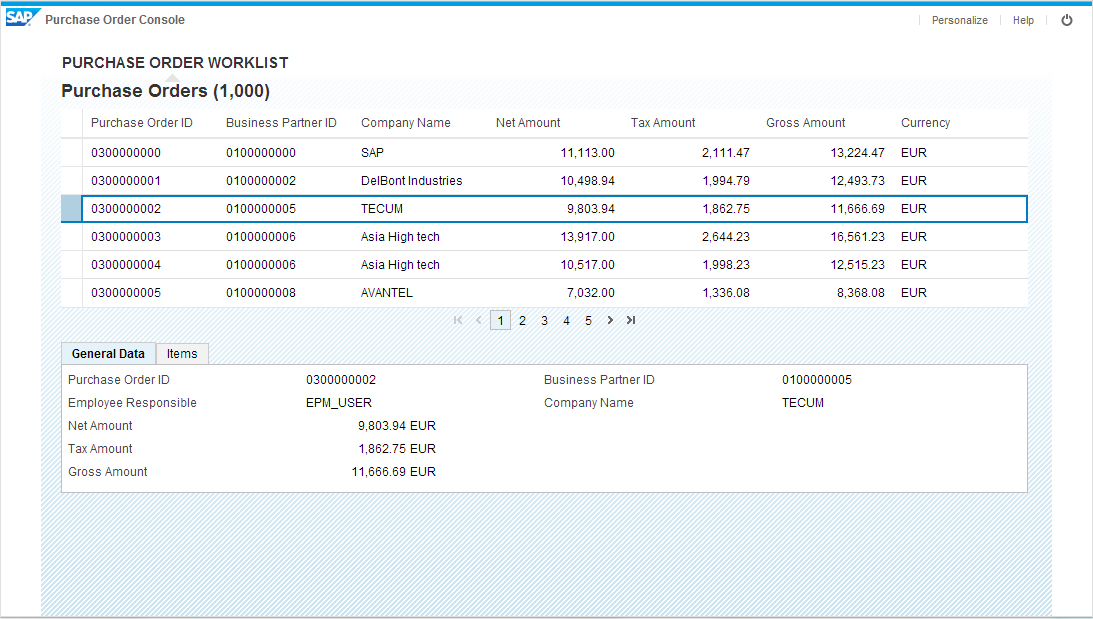 SAP Purchase Order Console Personalize Help
PURCHASE ORDER WORKLIST
Purchase Orders (1,000)
Purchase Order ID Business Partner ID Company Name Net Amount Tax Amount Gross Amount Currency
0300000000 0100000000 SAP 11,113.00 2,111.47 13,224.47 EUR
0300000001 0100000002 DelBont Industries 10,498.94 1,994.79 12,493.73 EUR
0300000002 0100000005 TECUM 9,803.94 1,862.75 11,666.69 EUR
0300000003 0100000006 Asia High tech 13,917.00 2,644.23 16,561.23 EUR
0300000004 0100000006 Asia High tech 10,517.00 1,998.23 12,515.23 EUR
0300000005 0100000008 AVANTEL 7,032.00 1,336.08 8,368.08 EUR
1 2 3 4 5
General Data Items
Purchase Order ID 0300000002 Business Partner ID 0100000005
Employee Responsible EPM_USER Company Name TECUM
Net Amount 9,803.94 EUR
Tax Amount 1,862.75 EUR
Gross Amount 11,666.69 EUR